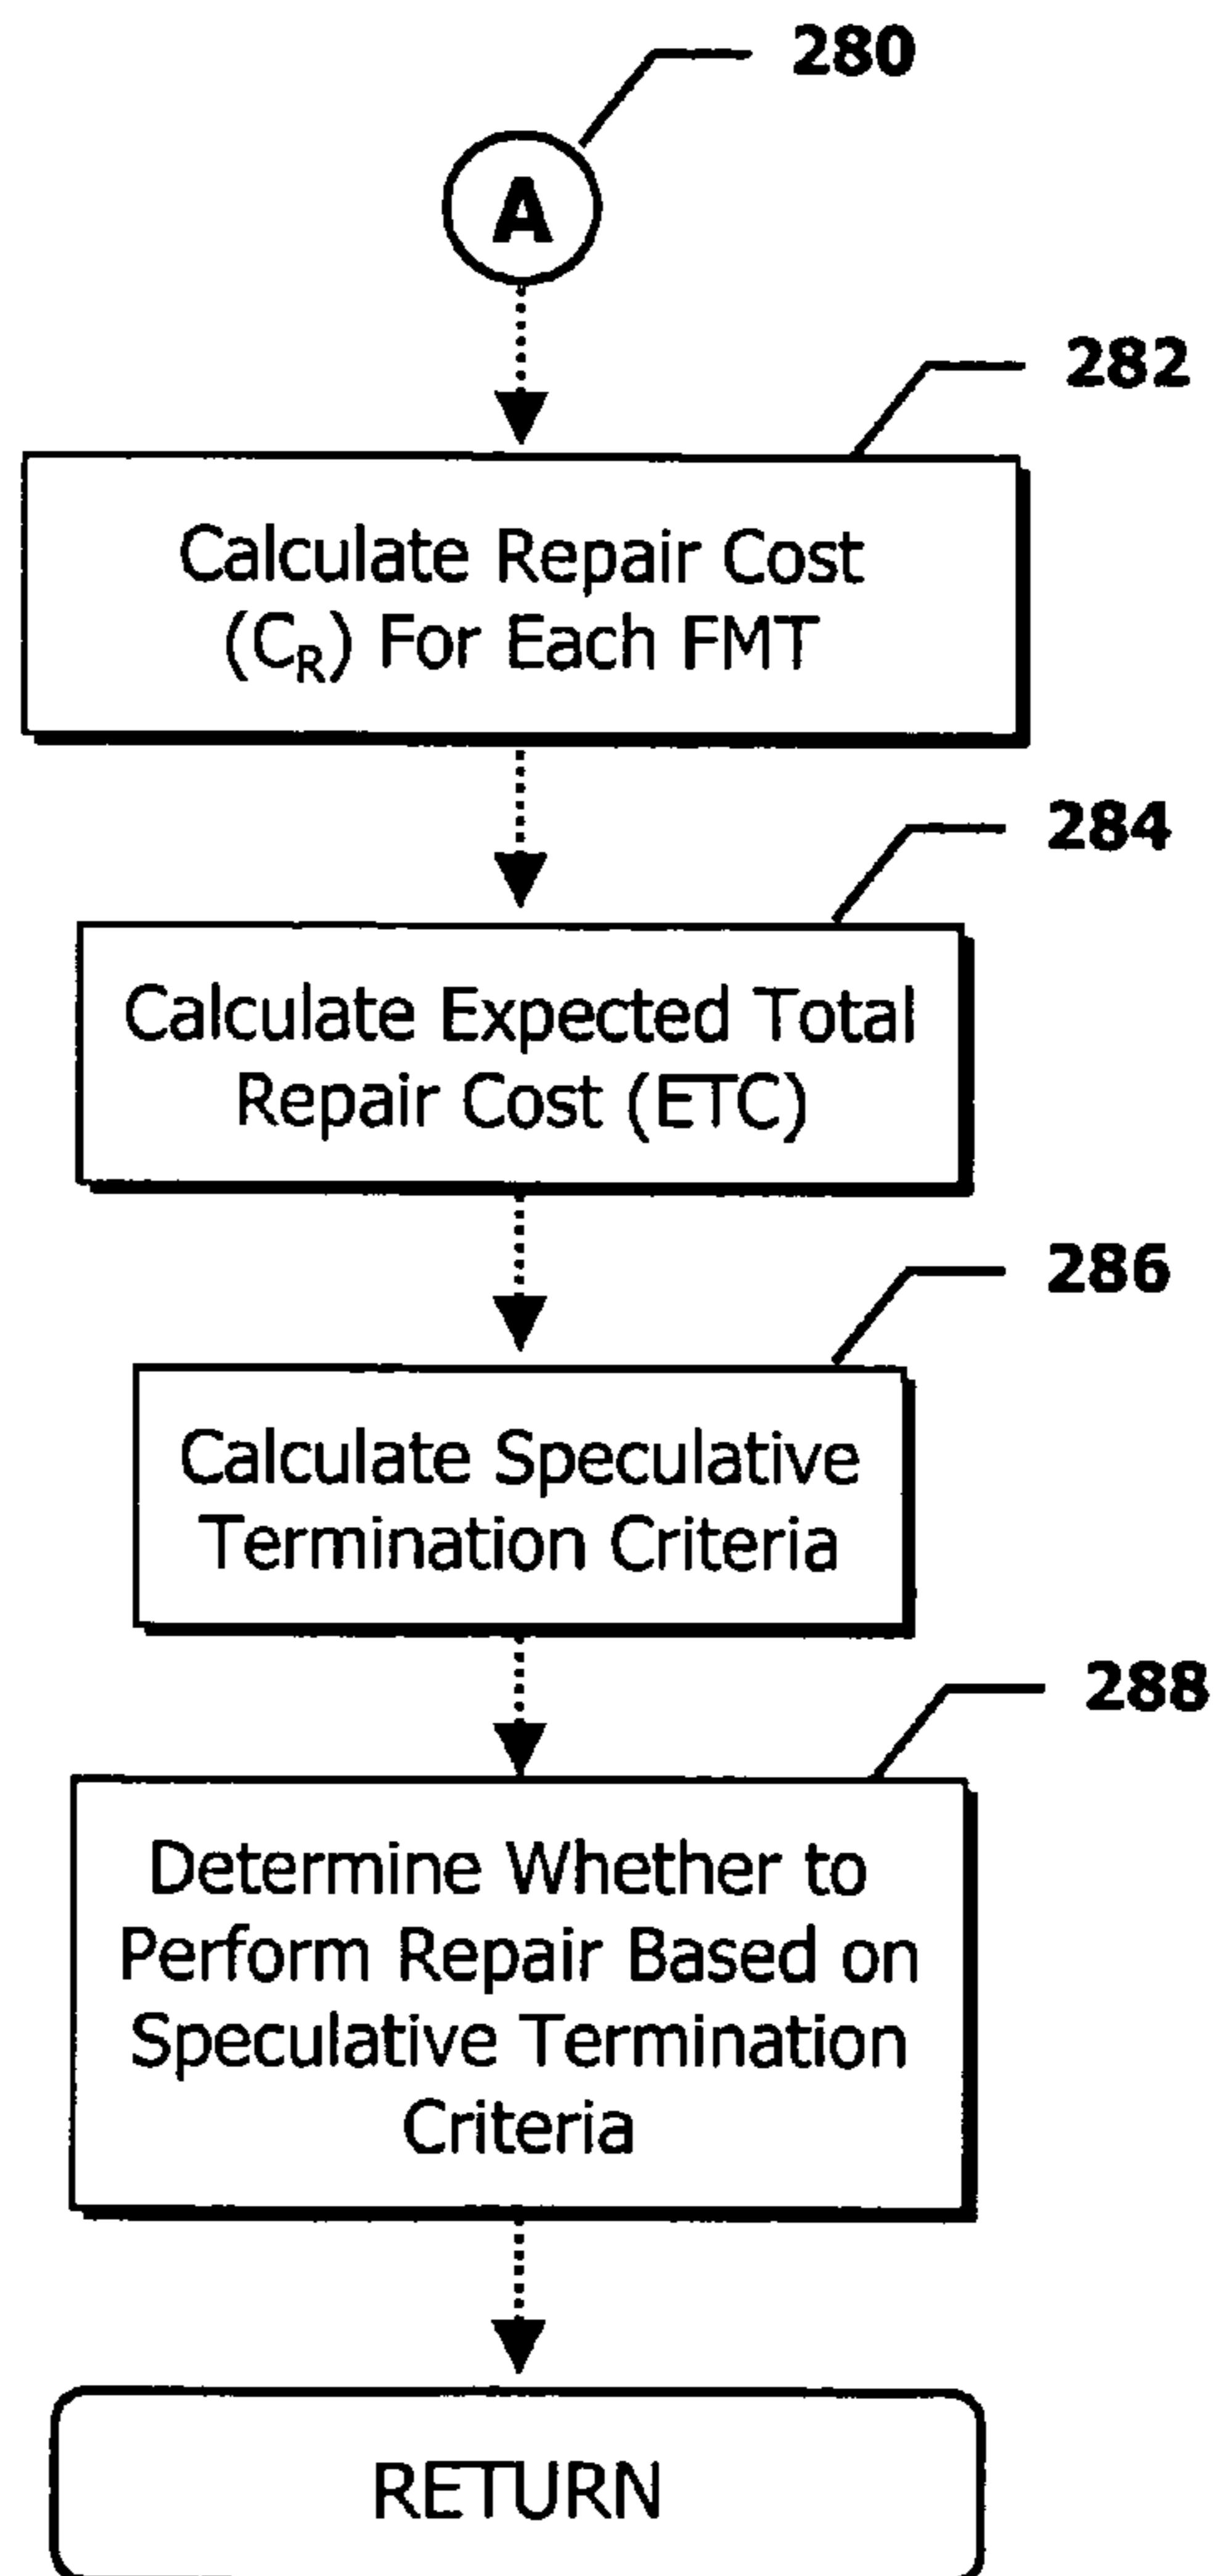 280
A
282
Calculate Repair Cost
(C_R) For Each FMT
284
Calculate Expected Total
Repair Cost (ETC)
286
Calculate Speculative
Termination Criteria
288
Determine Whether to
Perform Repair Based on
Speculative Termination
Criteria
RETURN